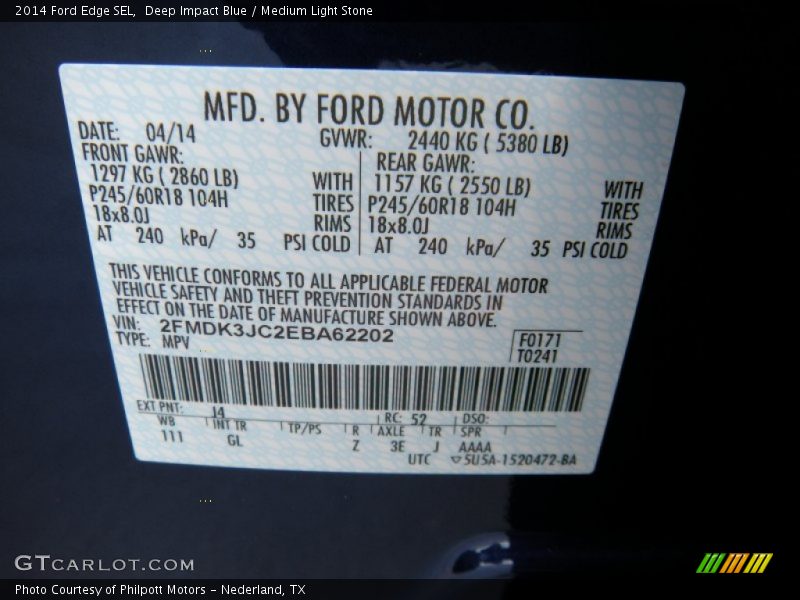 2014 Ford Edge SEL,  Deep Impact Blue / Medium Light Stone
MFD. BY FORD MOTOR CO.
DATE: 04/14 GVWR: 2440 KG ( 5380 LB)
FRONT GAWR: REAR GAWR:
1297 KG ( 2860 LB) WITH 1157 KG ( 2550 LB) WITH
P245/60R18 104H TIRES P245/60R18 104H TIRES
18x8.0J RIMS 18x8.0J RIMS
AT 240 kPa/ 35 PSI COLD AT 240 kPa/ 35 PSI COLD
THIS VEHICLE CONFORMS TO ALL APPLICABLE FEDERAL MOTOR
VEHICLE SAFETY AND THEFT PREVENTION STANDARDS IN
EFFECT ON THE DATE OF MANUFACTURE SHOWN ABOVE.
VIN: 2FMDK3JC2EBA62202
TYPE: MPV
F0171
T0241
EXT PNT: J4 RC: 52 DSO:
WB INT TR TP/PS R AXLE TR SPR
111 GL Z 3E J AAAA
UTC 5U5A-1520472-BA
GTCARLOT.COM
Photo Courtesy of Philpott Motors - Nederland, TX